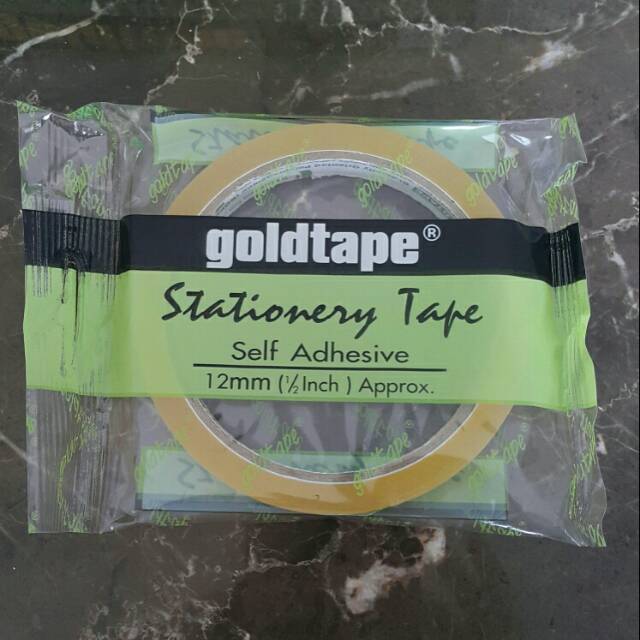 goldtape®
Stationery Tape
Self Adhesive
12mm (½ Inch) Approx.